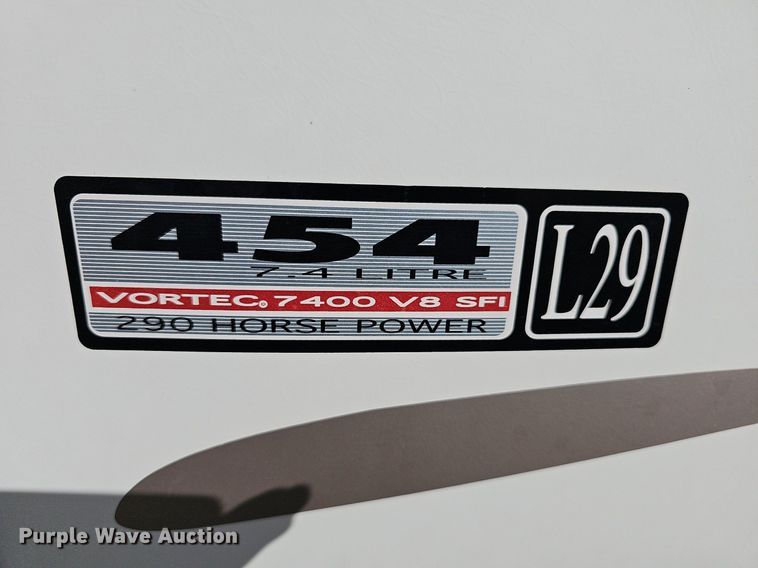 454
7.4 LITRE
VORTEC® 7400 V8 SFI
290 HORSE POWER
L29
Purple Wave Auction